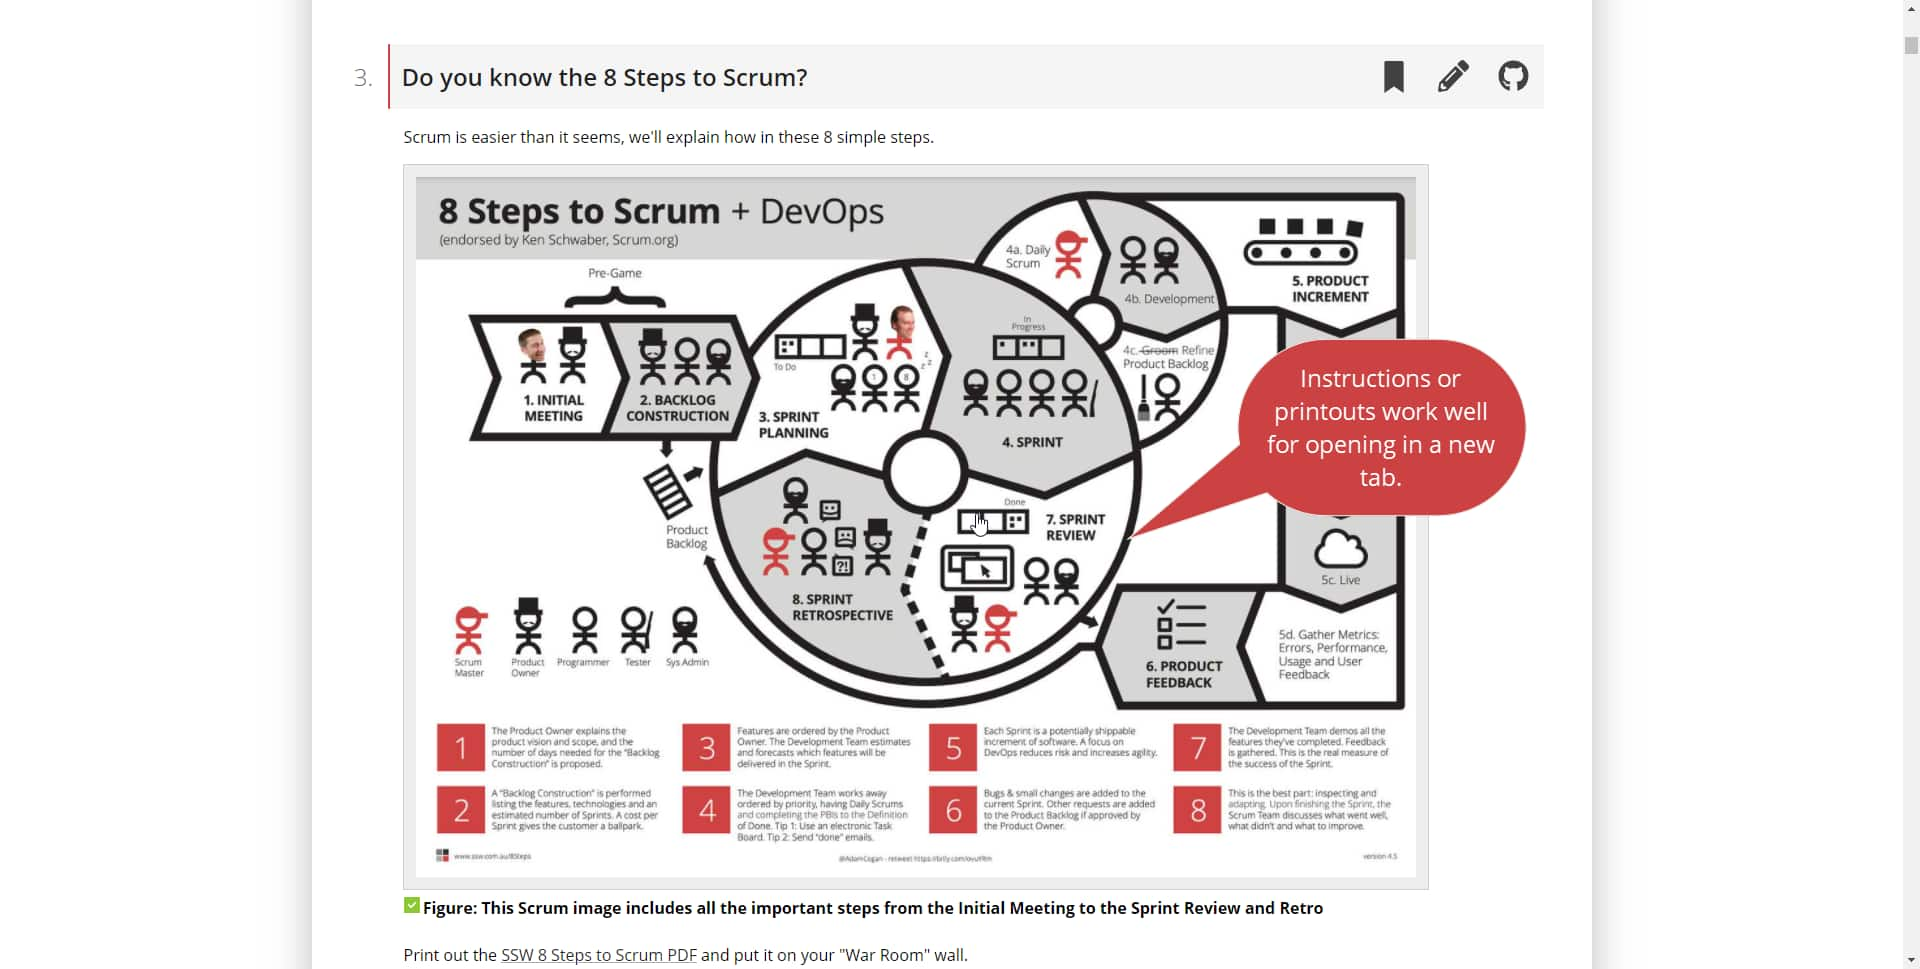 3.
Do you know the 8 Steps to Scrum?
Scrum is easier than it seems, we'll explain how in these 8 simple steps.
8 Steps to Scrum + DevOps
(endorsed by Ken Schwaber, Scrum.org)
Pre-Game
1. INITIAL
MEETING
2. BACKLOG
CONSTRUCTION
To Do
1
8
z
z
z
3. SPRINT
PLANNING
In
Progress
4. SPRINT
4a. Daily
Scrum
4b. Development
4c. Groom Refine
Product Backlog
5. PRODUCT
INCREMENT
Instructions or
printouts work well
for opening in a new
tab.
5c. Live
5d. Gather Metrics:
Errors, Performance,
Usage and User
Feedback
6. PRODUCT
FEEDBACK
Done
7. SPRINT
REVIEW
?!
8. SPRINT
RETROSPECTIVE
Product
Backlog
Scrum
Master
Product
Owner
Programmer
Tester
Sys Admin
1
The Product Owner explains the
product vision and scope, and the
number of days needed for the "Backlog
Construction" is proposed.
2
A "Backlog Construction" is performed
listing the features, technologies and an
estimated number of Sprints. A cost per
Sprint gives the customer a ballpark.
3
Features are ordered by the Product
Owner. The Development Team estimates
and forecasts which features will be
delivered in the Sprint.
4
The Development Team works away
ordered by priority, having Daily Scrums
and completing the PBIs to the Definition
of Done. Tip 1: Use an electronic Task
Board. Tip 2: Send "done" emails.
5
Each Sprint is a potentially shippable
increment of software. A focus on
DevOps reduces risk and increases agility.
6
Bugs & small changes are added to the
current Sprint. Other requests are added
to the Product Backlog if approved by
the Product Owner.
7
The Development Team demos all the
features they've completed. Feedback
is gathered. This is the real measure of
the success of the Sprint.
8
This is the best part: inspecting and
adapting. Upon finishing the Sprint, the
Scrum Team discusses what went well,
what didn't and what to improve.
www.ssw.com.au/8Steps
@AdamCogan - retweet
version 4.5
Figure: This Scrum image includes all the important steps from the Initial Meeting to the Sprint Review and Retro
Print out the SSW 8 Steps to Scrum PDF and put it on your "War Room" wall.